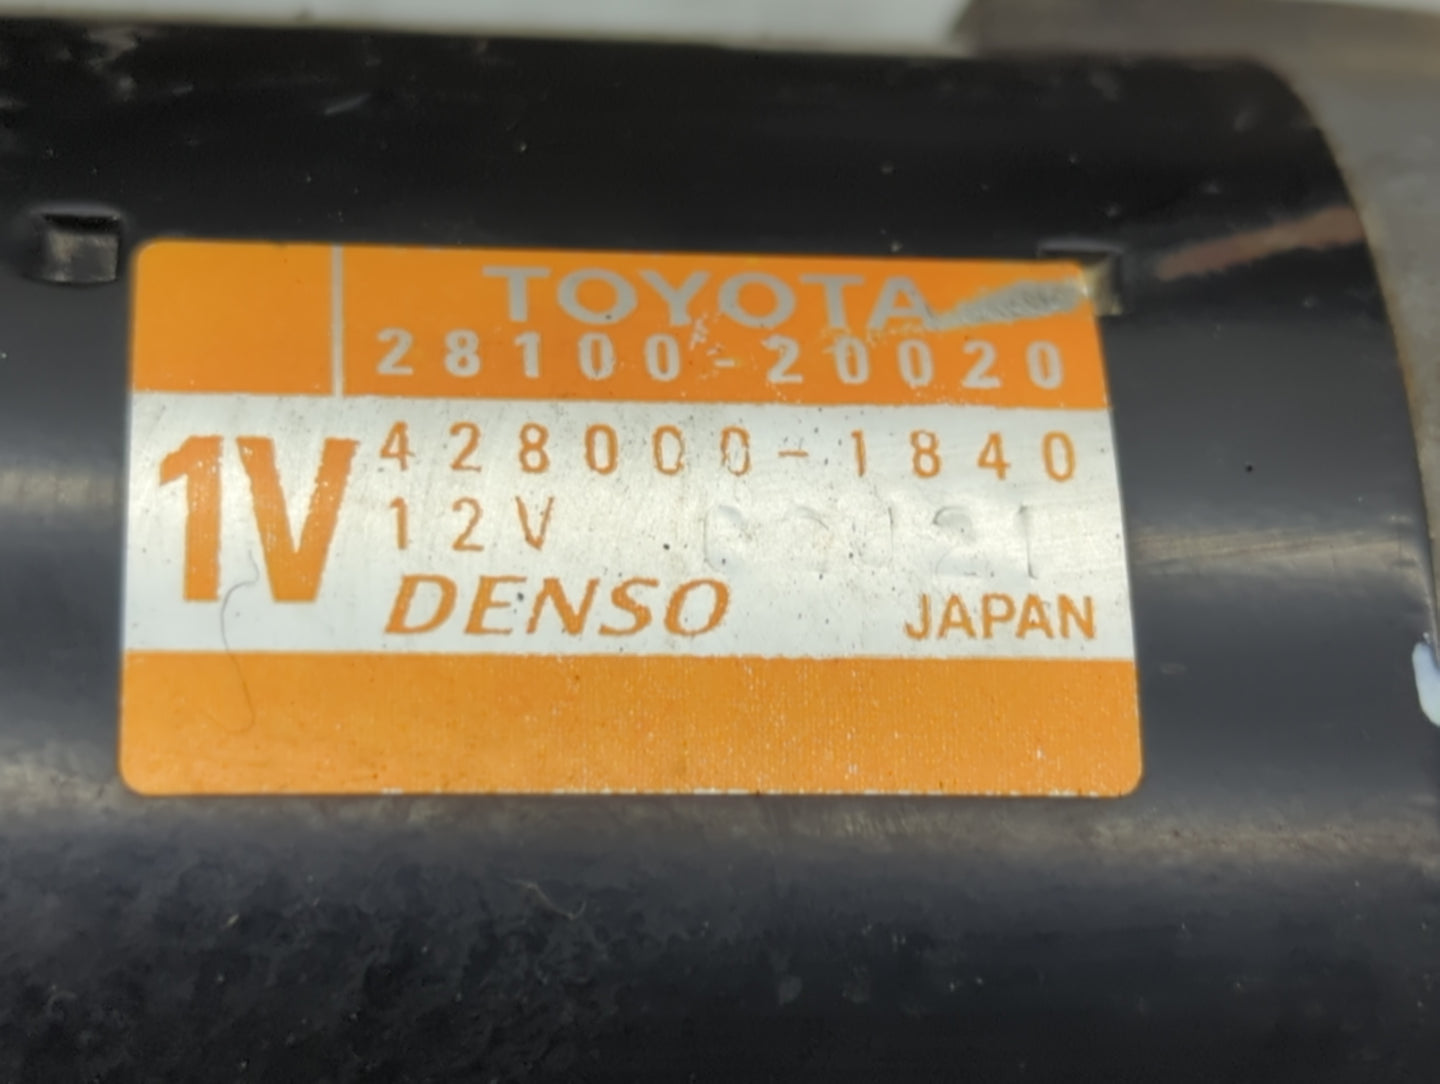 TOYOTA
28100-20020
1V
428000-1840
12V
DENSO JAPAN